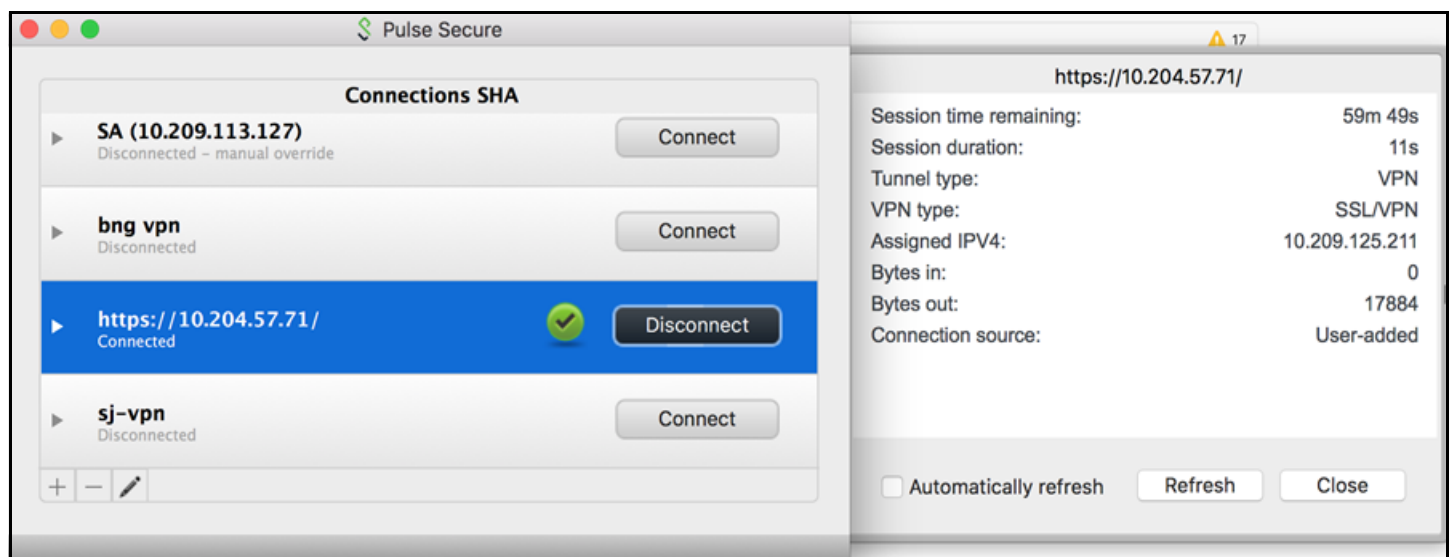 Pulse Secure
Connections SHA
SA (10.209.113.127)
Disconnected – manual override
Connect
bng vpn
Disconnected
Connect
https://10.204.57.71/
Connected
Disconnect
sj-vpn
Disconnected
Connect
17
https://10.204.57.71/
Session time remaining: 59m 49s
Session duration: 11s
Tunnel type: VPN
VPN type: SSL/VPN
Assigned IPV4: 10.209.125.211
Bytes in: 0
Bytes out: 17884
Connection source: User-added
Automatically refresh
Refresh
Close